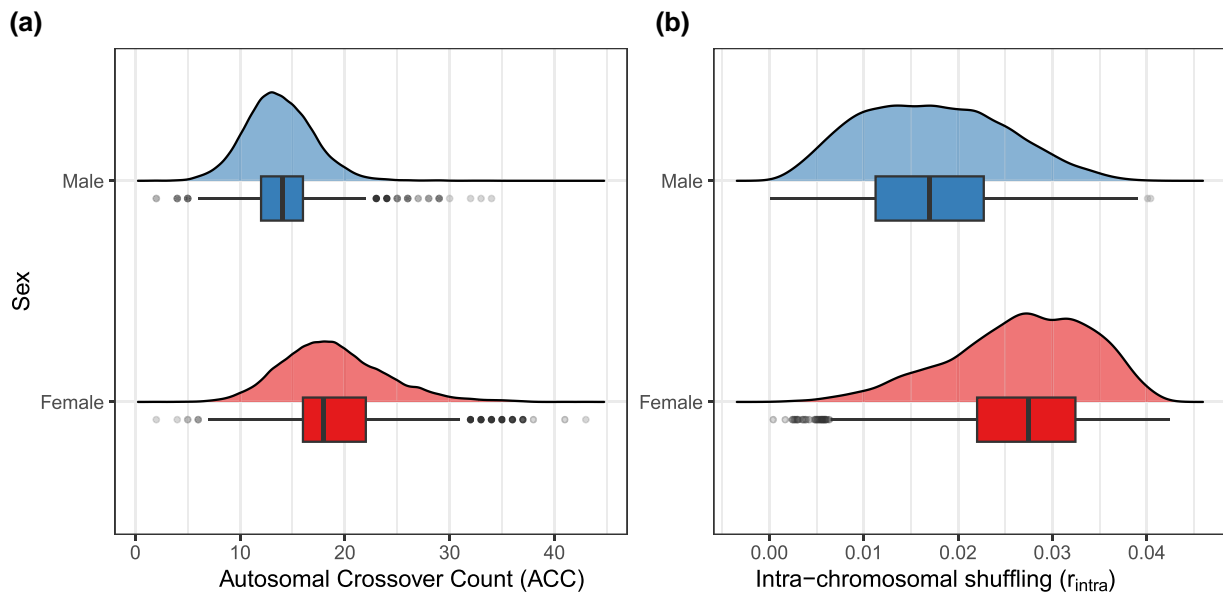 (a)
Sex
Male
Female
0 10 20 30 40
Autosomal Crossover Count (ACC)
(b)
Male
Female
0.00 0.01 0.02 0.03 0.04
Intra−chromosomal shuffling (rintra)